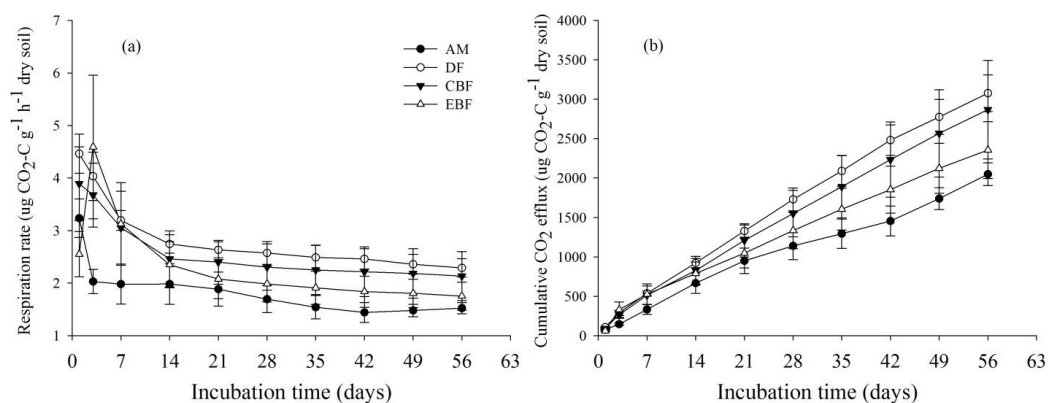 (a)
AM
DF
CBF
EBF
Respiration rate (ug CO2-C g-1 h-1 dry soil)
7
6
5
4
3
2
1
0 7 14 21 28 35 42 49 56 63
Incubation time (days)
(b)
Cumulative CO2 efflux (ug CO2-C g-1 dry soil)
4000
3500
3000
2500
2000
1500
1000
500
0
0 7 14 21 28 35 42 49 56 63
Incubation time (days)